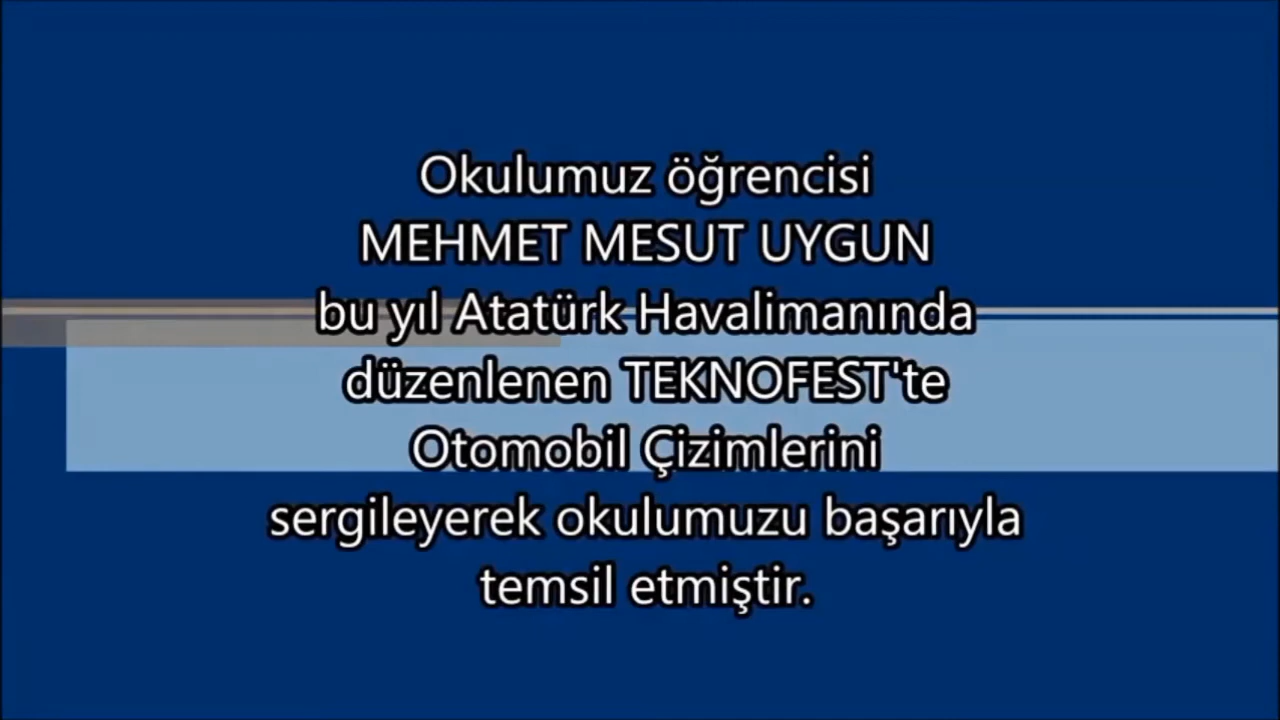 Okulumuz öğrencisi
MEHMET MESUT UYGUN
bu yıl Atatürk Havalimanında
düzenlenen TEKNOFEST'te
Otomobil Çizimlerini
sergileyerek okulumuzu başarıyla
temsil etmiştir.